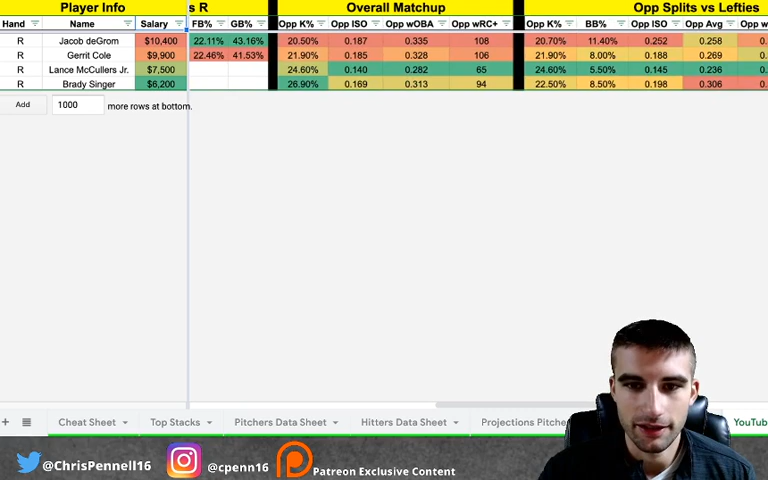 Player Info s R Overall Matchup Opp Splits vs Lefties
Hand Name Salary FB% GB% Opp K% Opp ISO Opp wOBA Opp wRC+ Opp K% BB% Opp ISO Opp Avg Opp w
R Jacob deGrom $10,400 22.11% 43.16% 20.50% 0.187 0.335 108 20.70% 11.40% 0.252 0.258 0.
R Gerrit Cole $9,900 22.46% 41.53% 21.90% 0.185 0.328 106 21.90% 8.00% 0.188 0.269 0.
R Lance McCullers Jr. $7,500 24.60% 0.140 0.282 65 24.60% 5.50% 0.145 0.236 0.
R Brady Singer $6,200 26.90% 0.169 0.313 94 22.50% 8.50% 0.198 0.306 0.
Add 1000 more rows at bottom.
+ Cheat Sheet Top Stacks Pitchers Data Sheet Hitters Data Sheet Projections Pitche YouTub
@ChrisPennell16 @cpenn16 Patreon Exclusive Content